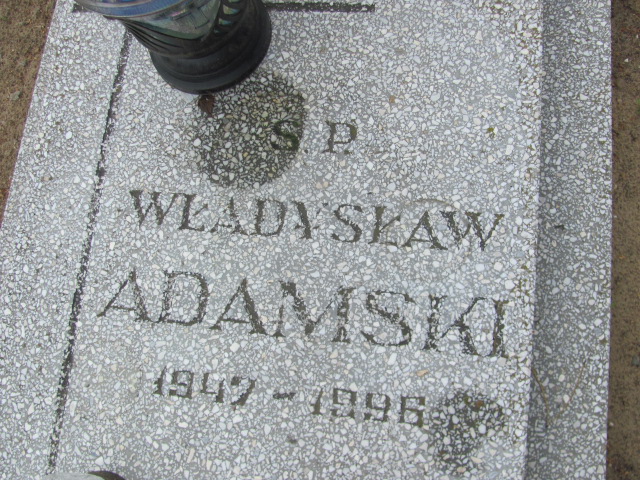 Ś P.
WŁADYSŁAW
ADAMSKI
1947 - 1996